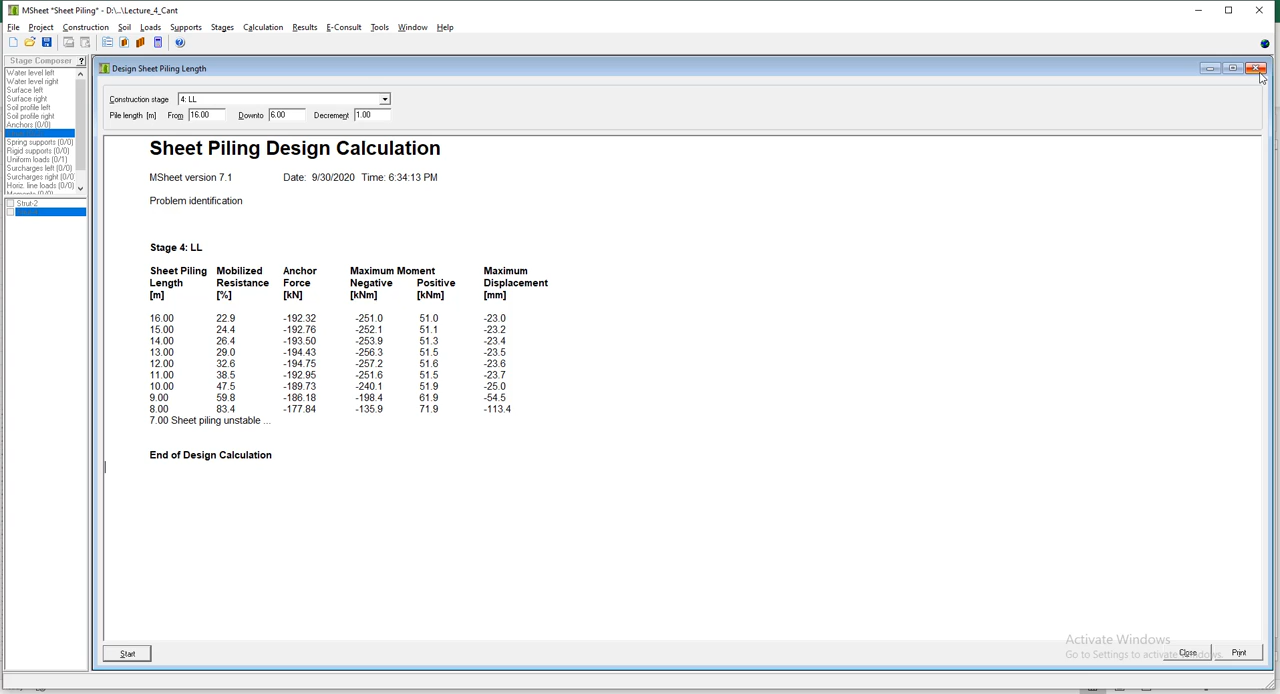 MSheet "Sheet Piling" - D:\...\Lecture_4_Cant
File Project Construction Soil Loads Supports Stages Calculation Results E-Consult Tools Window Help
Stage Composer ?
Water level left
Water level right
Surface left
Surface right
Soil profile left
Soil profile right
Anchors (0/0)
Spring supports (0/0)
Rigid supports (0/0)
Uniform loads (0/1)
Surcharges left (0/0)
Surcharges right (0/0)
Horiz. line loads (0/0)
Moments (0/0)
Strut-2
Design Sheet Piling Length
Construction stage 4: LL
Pile length [m] From 16.00 Downto 6.00 Decrement 1.00
Sheet Piling Design Calculation
MSheet version 7.1 Date: 9/30/2020 Time: 6:34:13 PM
Problem identification
Stage 4: LL
Sheet Piling Mobilized Anchor Maximum Moment Maximum
Length Resistance Force Negative Positive Displacement
[m] [%] [kN] [kNm] [kNm] [mm]
16.00 22.9 -192.32 -251.0 51.0 -23.0
15.00 24.4 -192.76 -252.1 51.1 -23.2
14.00 26.4 -193.50 -253.9 51.3 -23.4
13.00 29.0 -194.43 -256.3 51.5 -23.5
12.00 32.6 -194.75 -257.2 51.6 -23.6
11.00 38.5 -192.95 -251.6 51.5 -23.7
10.00 47.5 -189.73 -240.1 51.9 -25.0
9.00 59.8 -186.18 -198.4 61.9 -54.5
8.00 83.4 -177.84 -135.9 71.9 -113.4
7.00 Sheet piling unstable ...
End of Design Calculation
Activate Windows
Go to Settings to activate Windows.
Start Close Print